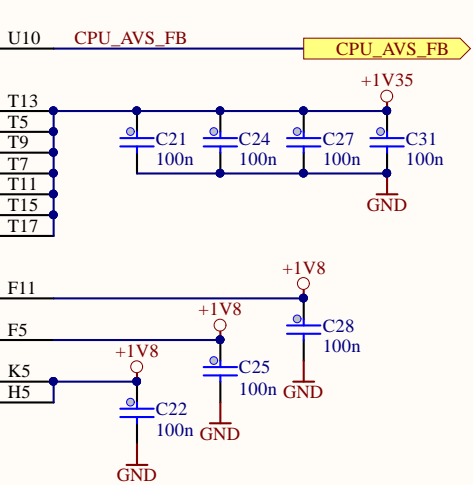 U10 CPU_AVS_FB CPU_AVS_FB
+1V35
T13
T5
T9 C21 C24 C27 C31
T7 100n 100n 100n 100n
T11
T15 GND
T17
+1V8
F11
+1V8
F5 C28
100n
+1V8
K5 C25
H5 100n GND
C22
100n GND
GND